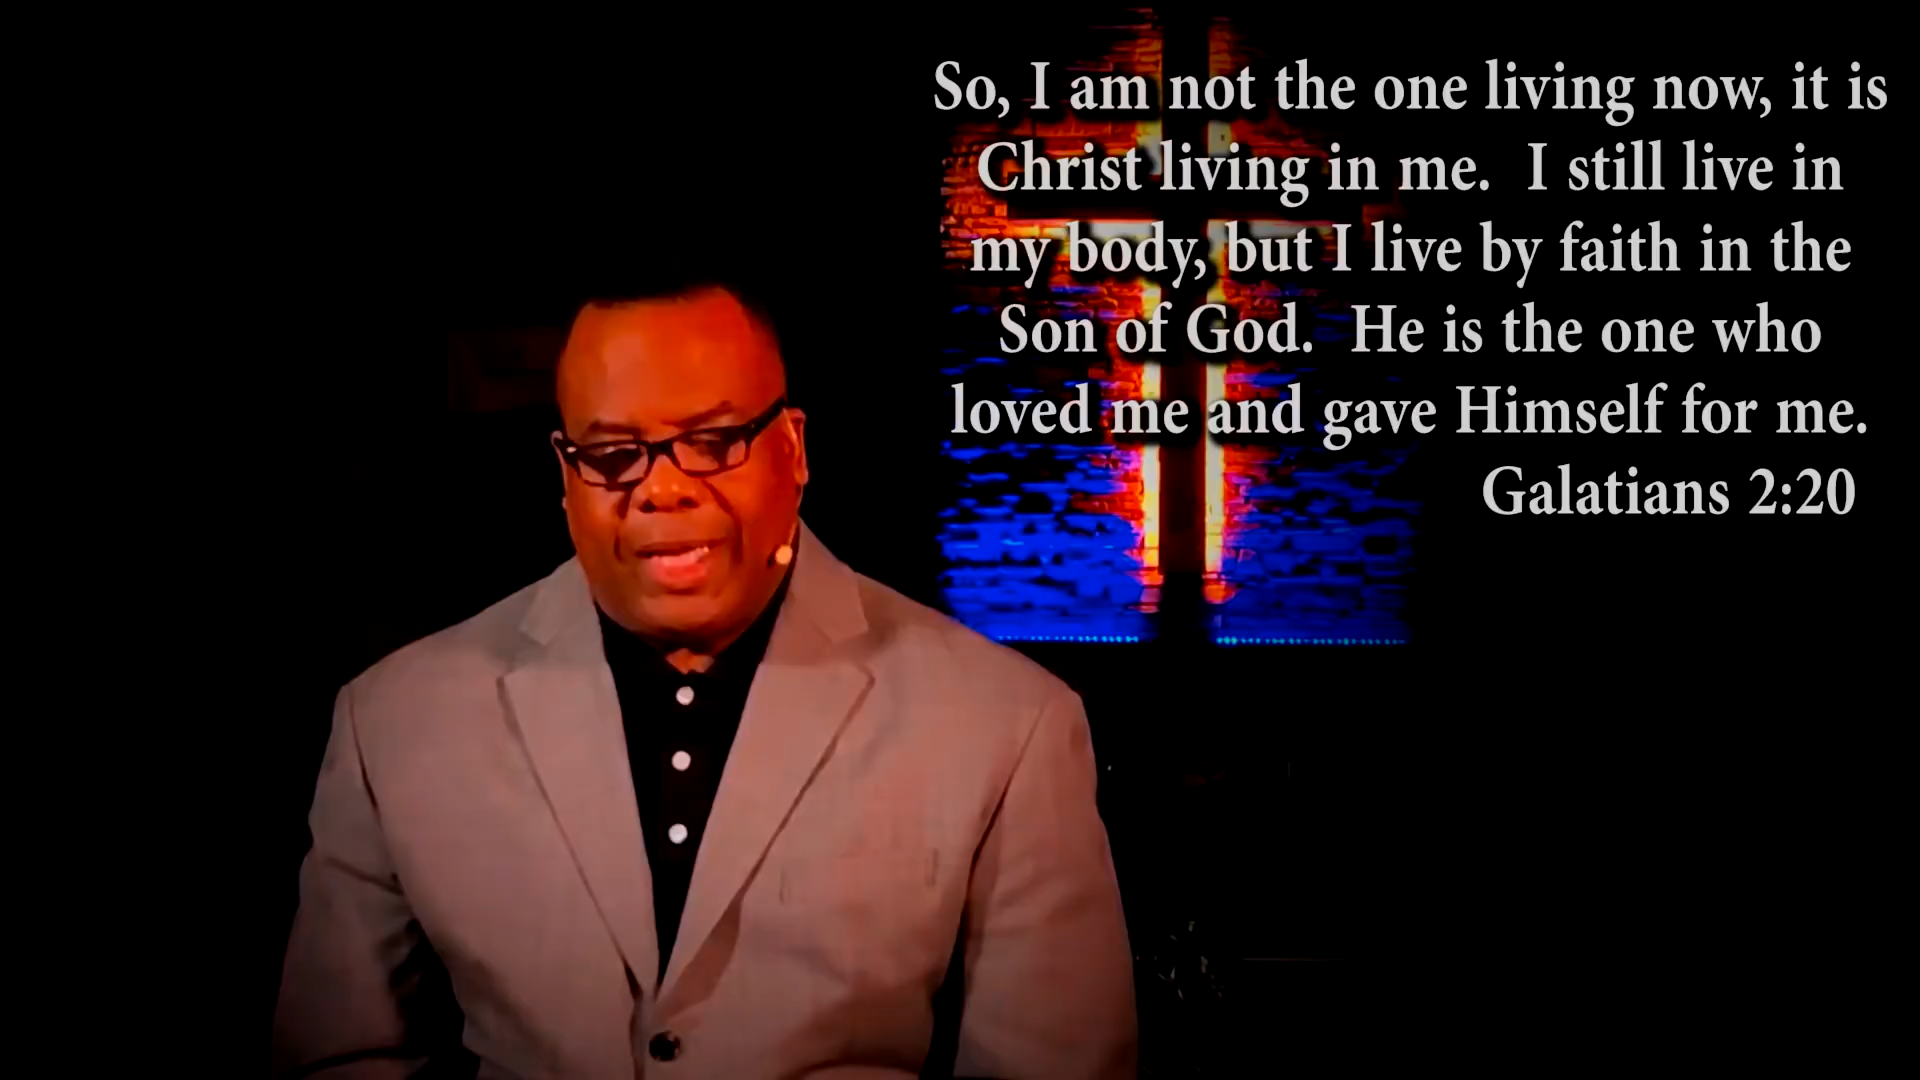 So, I am not the one living now, it is
Christ living in me. I still live in
my body, but I live by faith in the
Son of God. He is the one who
loved me and gave Himself for me.
Galatians 2:20